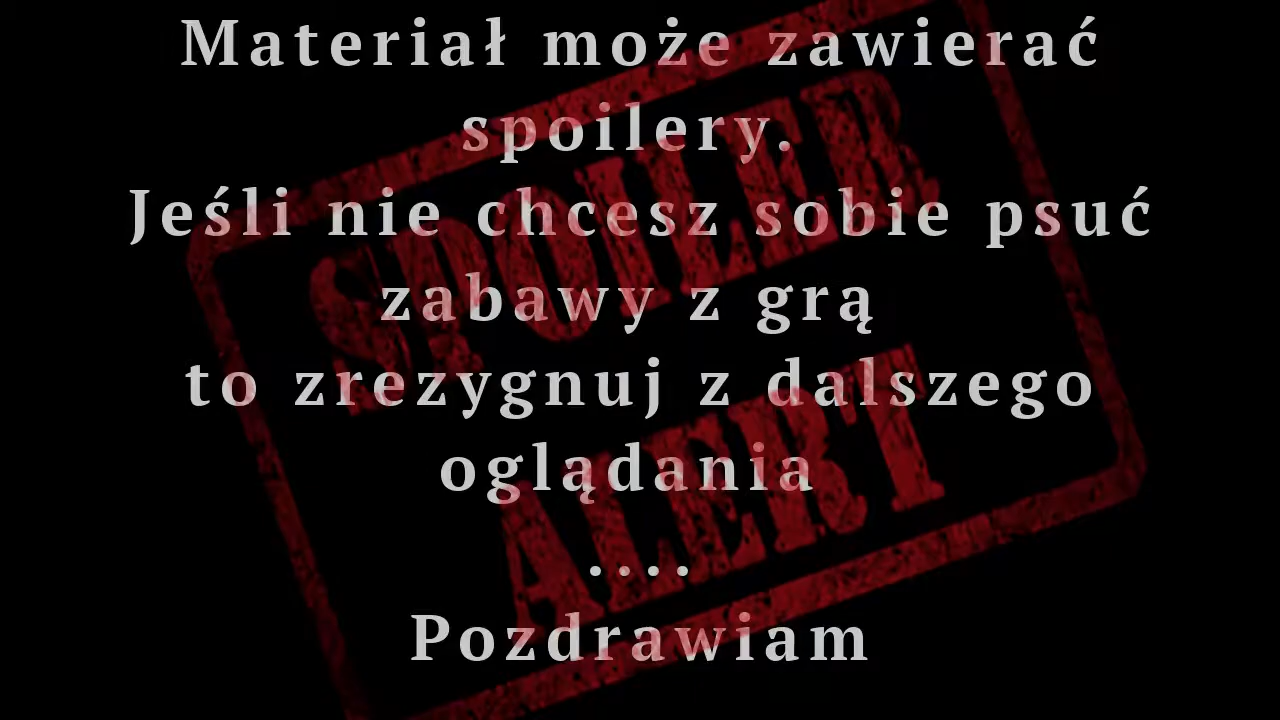 Materiał może zawierać
spoilery.
Jeśli nie chcesz sobie psuć
zabawy z grą
to zrezygnuj z dalszego
oglądania
....
Pozdrawiam
SPOILER
ALERT